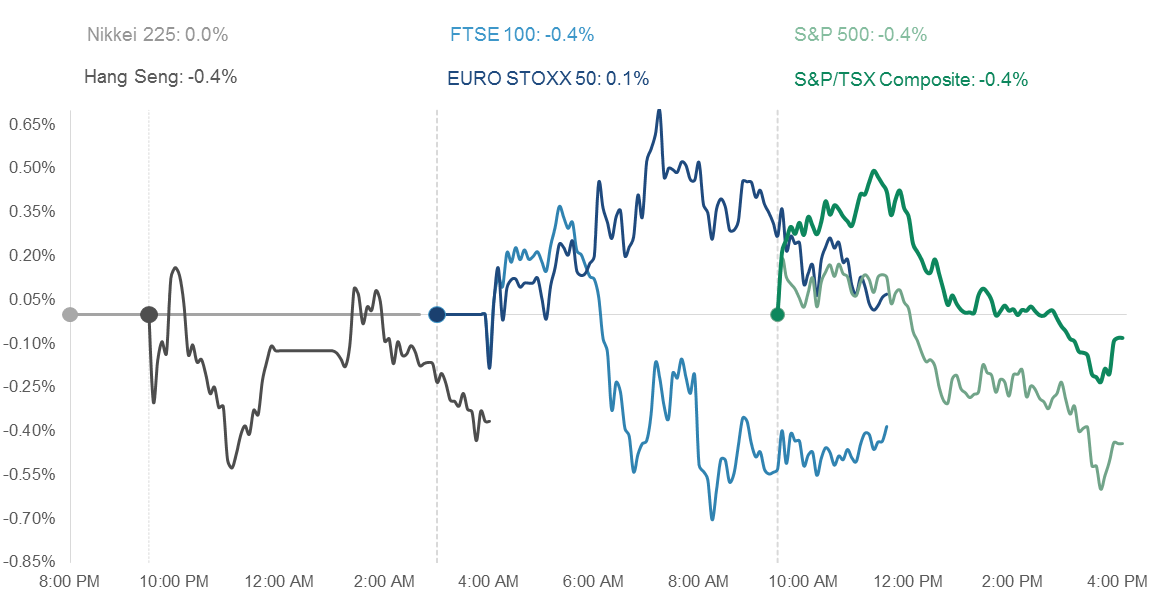 Nikkei 225: 0.0%
FTSE 100: -0.4%
S&P 500: -0.4%
Hang Seng: -0.4%
EURO STOXX 50: 0.1%
S&P/TSX Composite: -0.4%
0.65%
0.50%
0.35%
0.20%
0.05%
-0.10%
-0.25%
-0.40%
-0.55%
-0.70%
-0.85%
8:00 PM 10:00 PM 12:00 AM 2:00 AM 4:00 AM 6:00 AM 8:00 AM 10:00 AM 12:00 PM 2:00 PM 4:00 PM